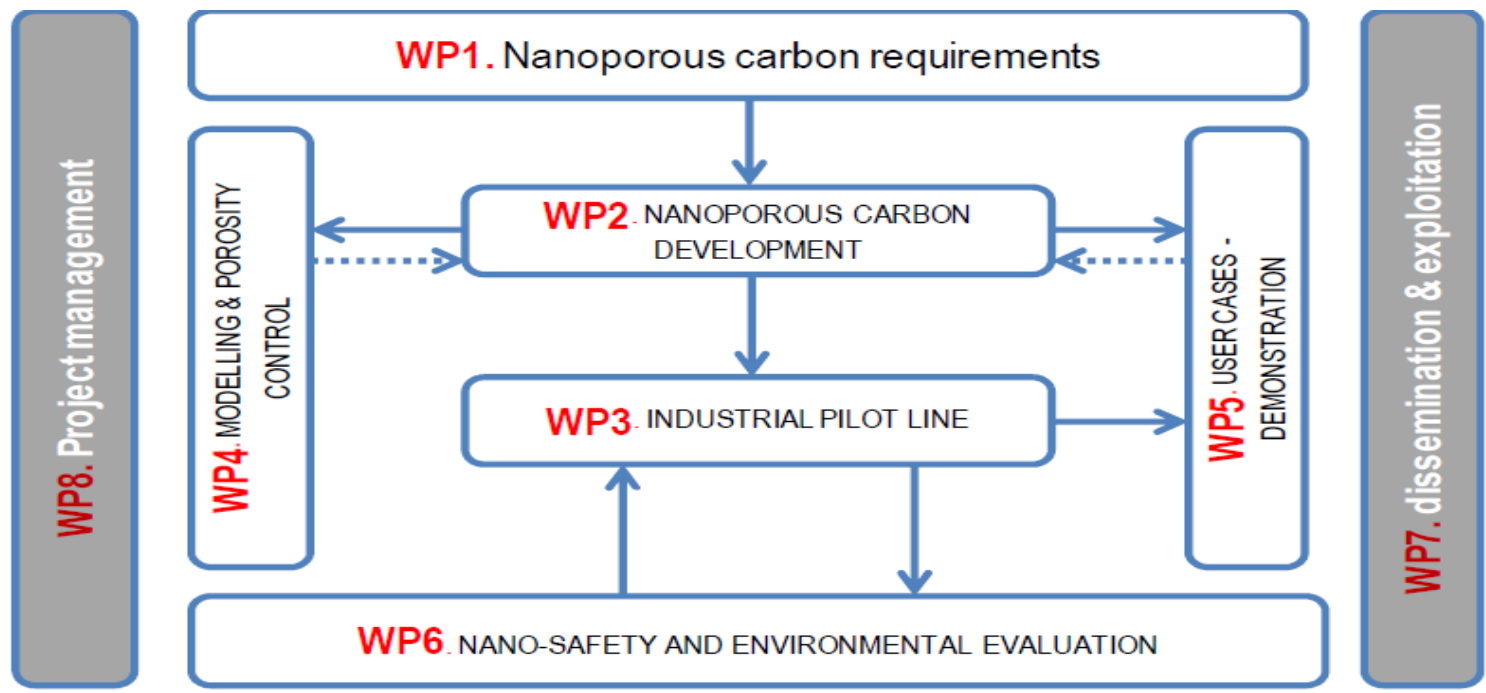 WP8. Project management
WP1. Nanoporous carbon requirements
WP4. MODELLING & POROSITY
CONTROL
WP2. NANOPOROUS CARBON
DEVELOPMENT
WP3. INDUSTRIAL PILOT LINE
WP5. USER CASES -
DEMONSTRATION
WP6. NANO-SAFETY AND ENVIRONMENTAL EVALUATION
WP7. dissemination & exploitation